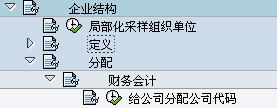 企业结构
局部化采样组织单位
定义
分配
财务会计
给公司分配公司代码